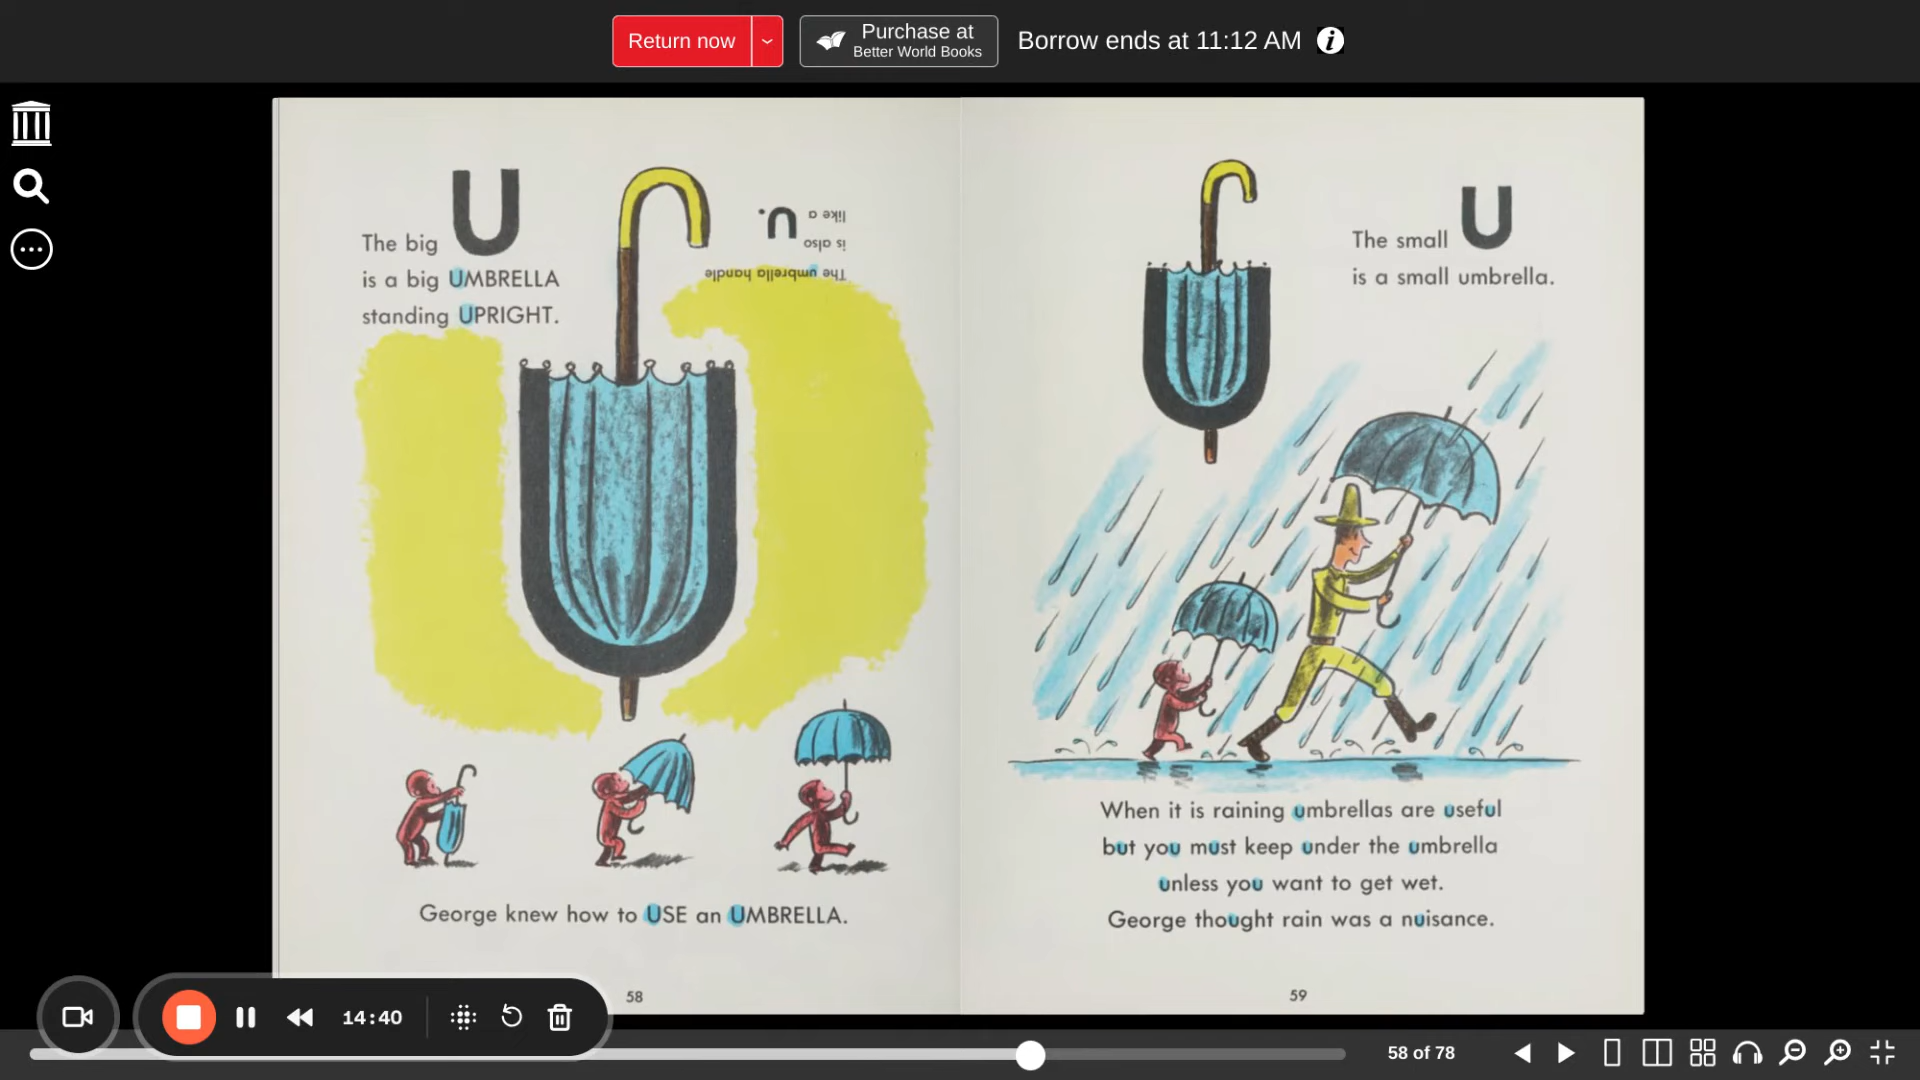 Return now
Purchase at
Better World Books
Borrow ends at 11:12 AM
The big U
is a big UMBRELLA
standing UPRIGHT.
The umbrella handle
is also
like a U.
George knew how to USE an UMBRELLA.
58
The small U
is a small umbrella.
When it is raining umbrellas are useful
but you must keep under the umbrella
unless you want to get wet.
George thought rain was a nuisance.
59
14:40
58 of 78